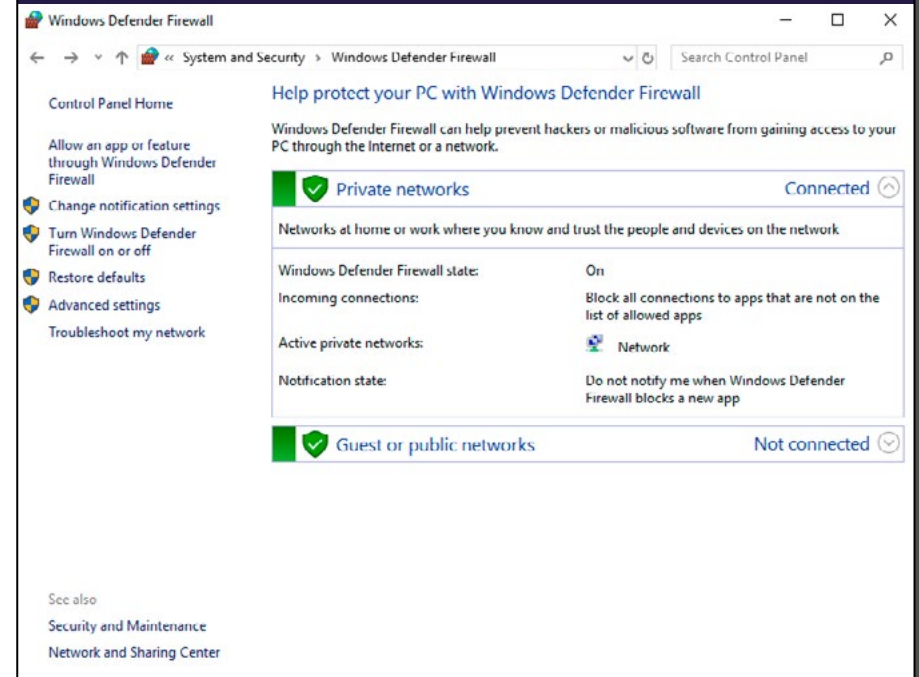 Windows Defender Firewall
« System and Security › Windows Defender Firewall
Search Control Panel
Control Panel Home
Allow an app or feature
through Windows Defender
Firewall
Change notification settings
Turn Windows Defender
Firewall on or off
Restore defaults
Advanced settings
Troubleshoot my network
Help protect your PC with Windows Defender Firewall
Windows Defender Firewall can help prevent hackers or malicious software from gaining access to your
PC through the Internet or a network.
Private networks Connected
Networks at home or work where you know and trust the people and devices on the network
Windows Defender Firewall state: On
Incoming connections: Block all connections to apps that are not on the
list of allowed apps
Active private networks: Network
Notification state: Do not notify me when Windows Defender
Firewall blocks a new app
Guest or public networks Not connected
See also
Security and Maintenance
Network and Sharing Center